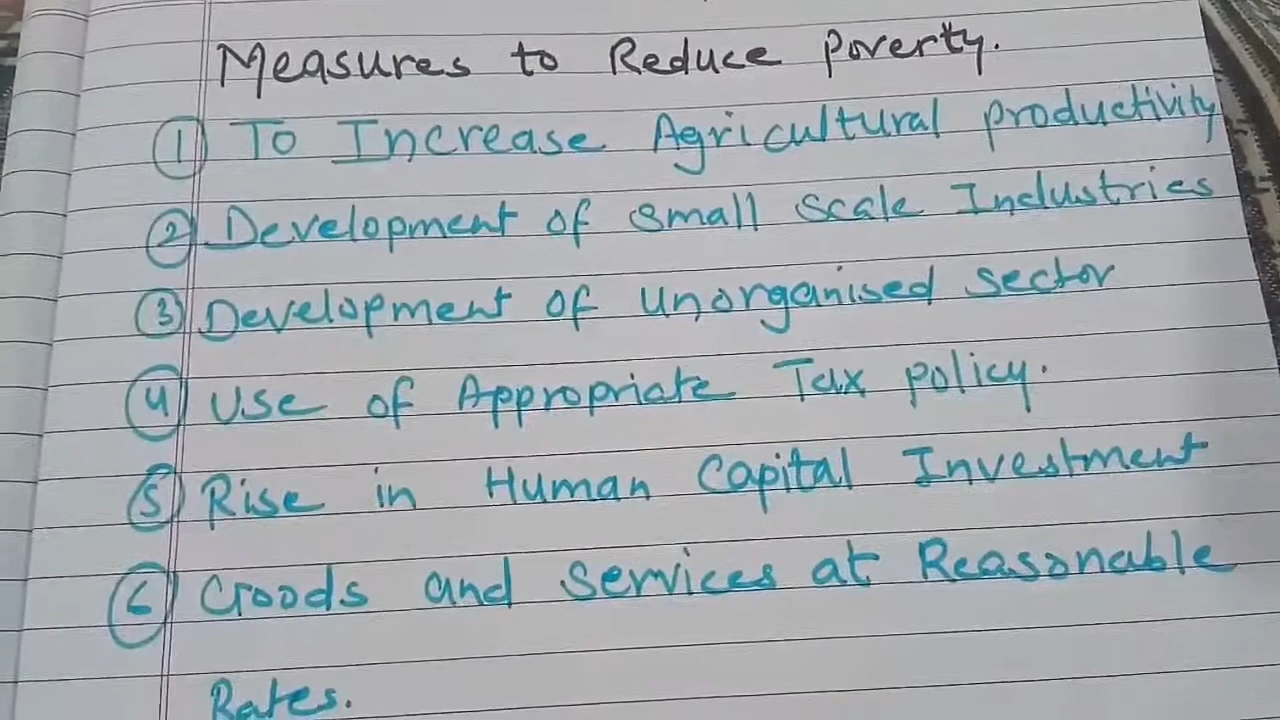 Measures to Reduce Poverty.
① To Increase Agricultural productivity
② Development of Small Scale Industries
③ Development of Unorganised Sector
④ Use of Appropriate Tax policy.
⑤ Rise in Human Capital Investment
⑥ Goods and Services at Reasonable
Rates.